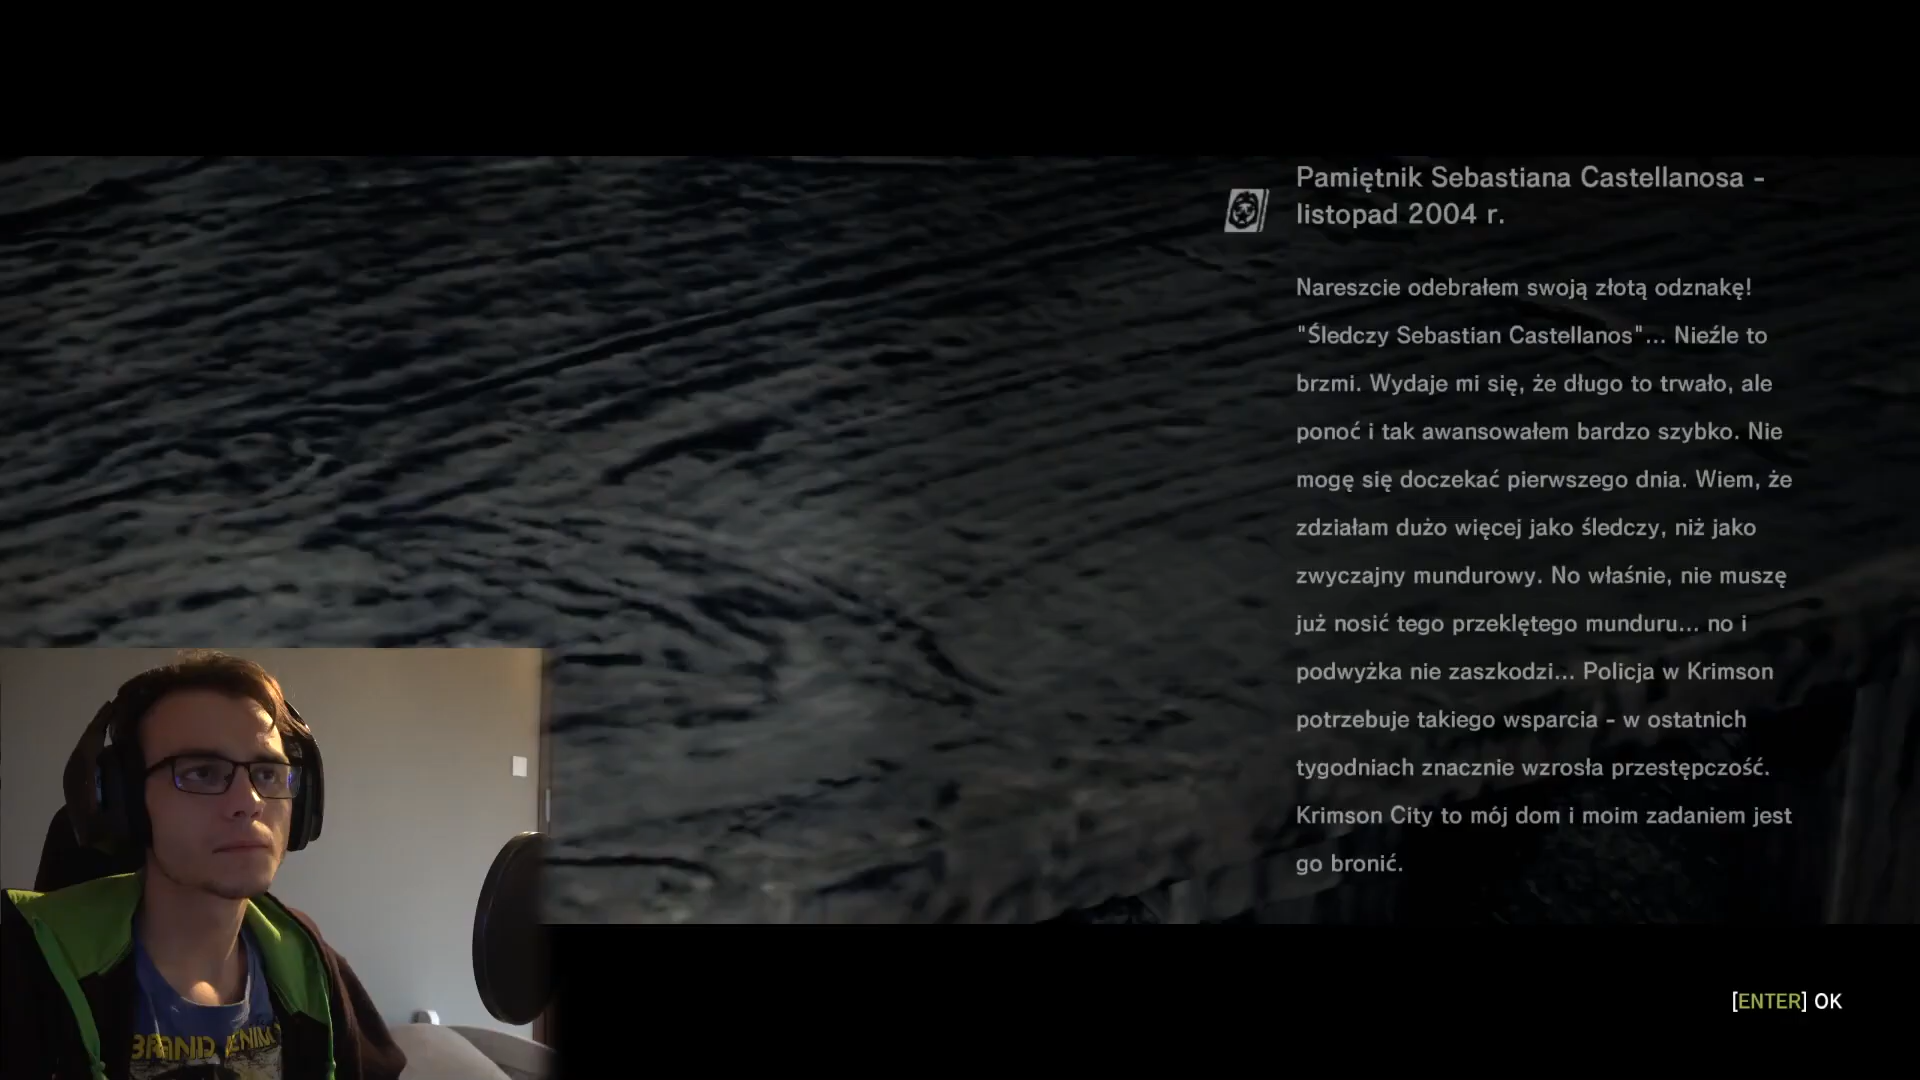 Pamiętnik Sebastiana Castellanosa -
listopad 2004 r.
Nareszcie odebrałem swoją złotą odznakę!
"Śledczy Sebastian Castellanos"... Nieźle to
brzmi. Wydaje mi się, że długo to trwało, ale
ponoć i tak awansowałem bardzo szybko. Nie
mogę się doczekać pierwszego dnia. Wiem, że
zdziałam dużo więcej jako śledczy, niż jako
zwyczajny mundurowy. No właśnie, nie muszę
już nosić tego przeklętego munduru... no i
podwyżka nie zaszkodzi... Policja w Krimson
potrzebuje takiego wsparcia - w ostatnich
tygodniach znacznie wzrosła przestępczość.
Krimson City to mój dom i moim zadaniem jest
go bronić.
[ENTER] OK
BRAND